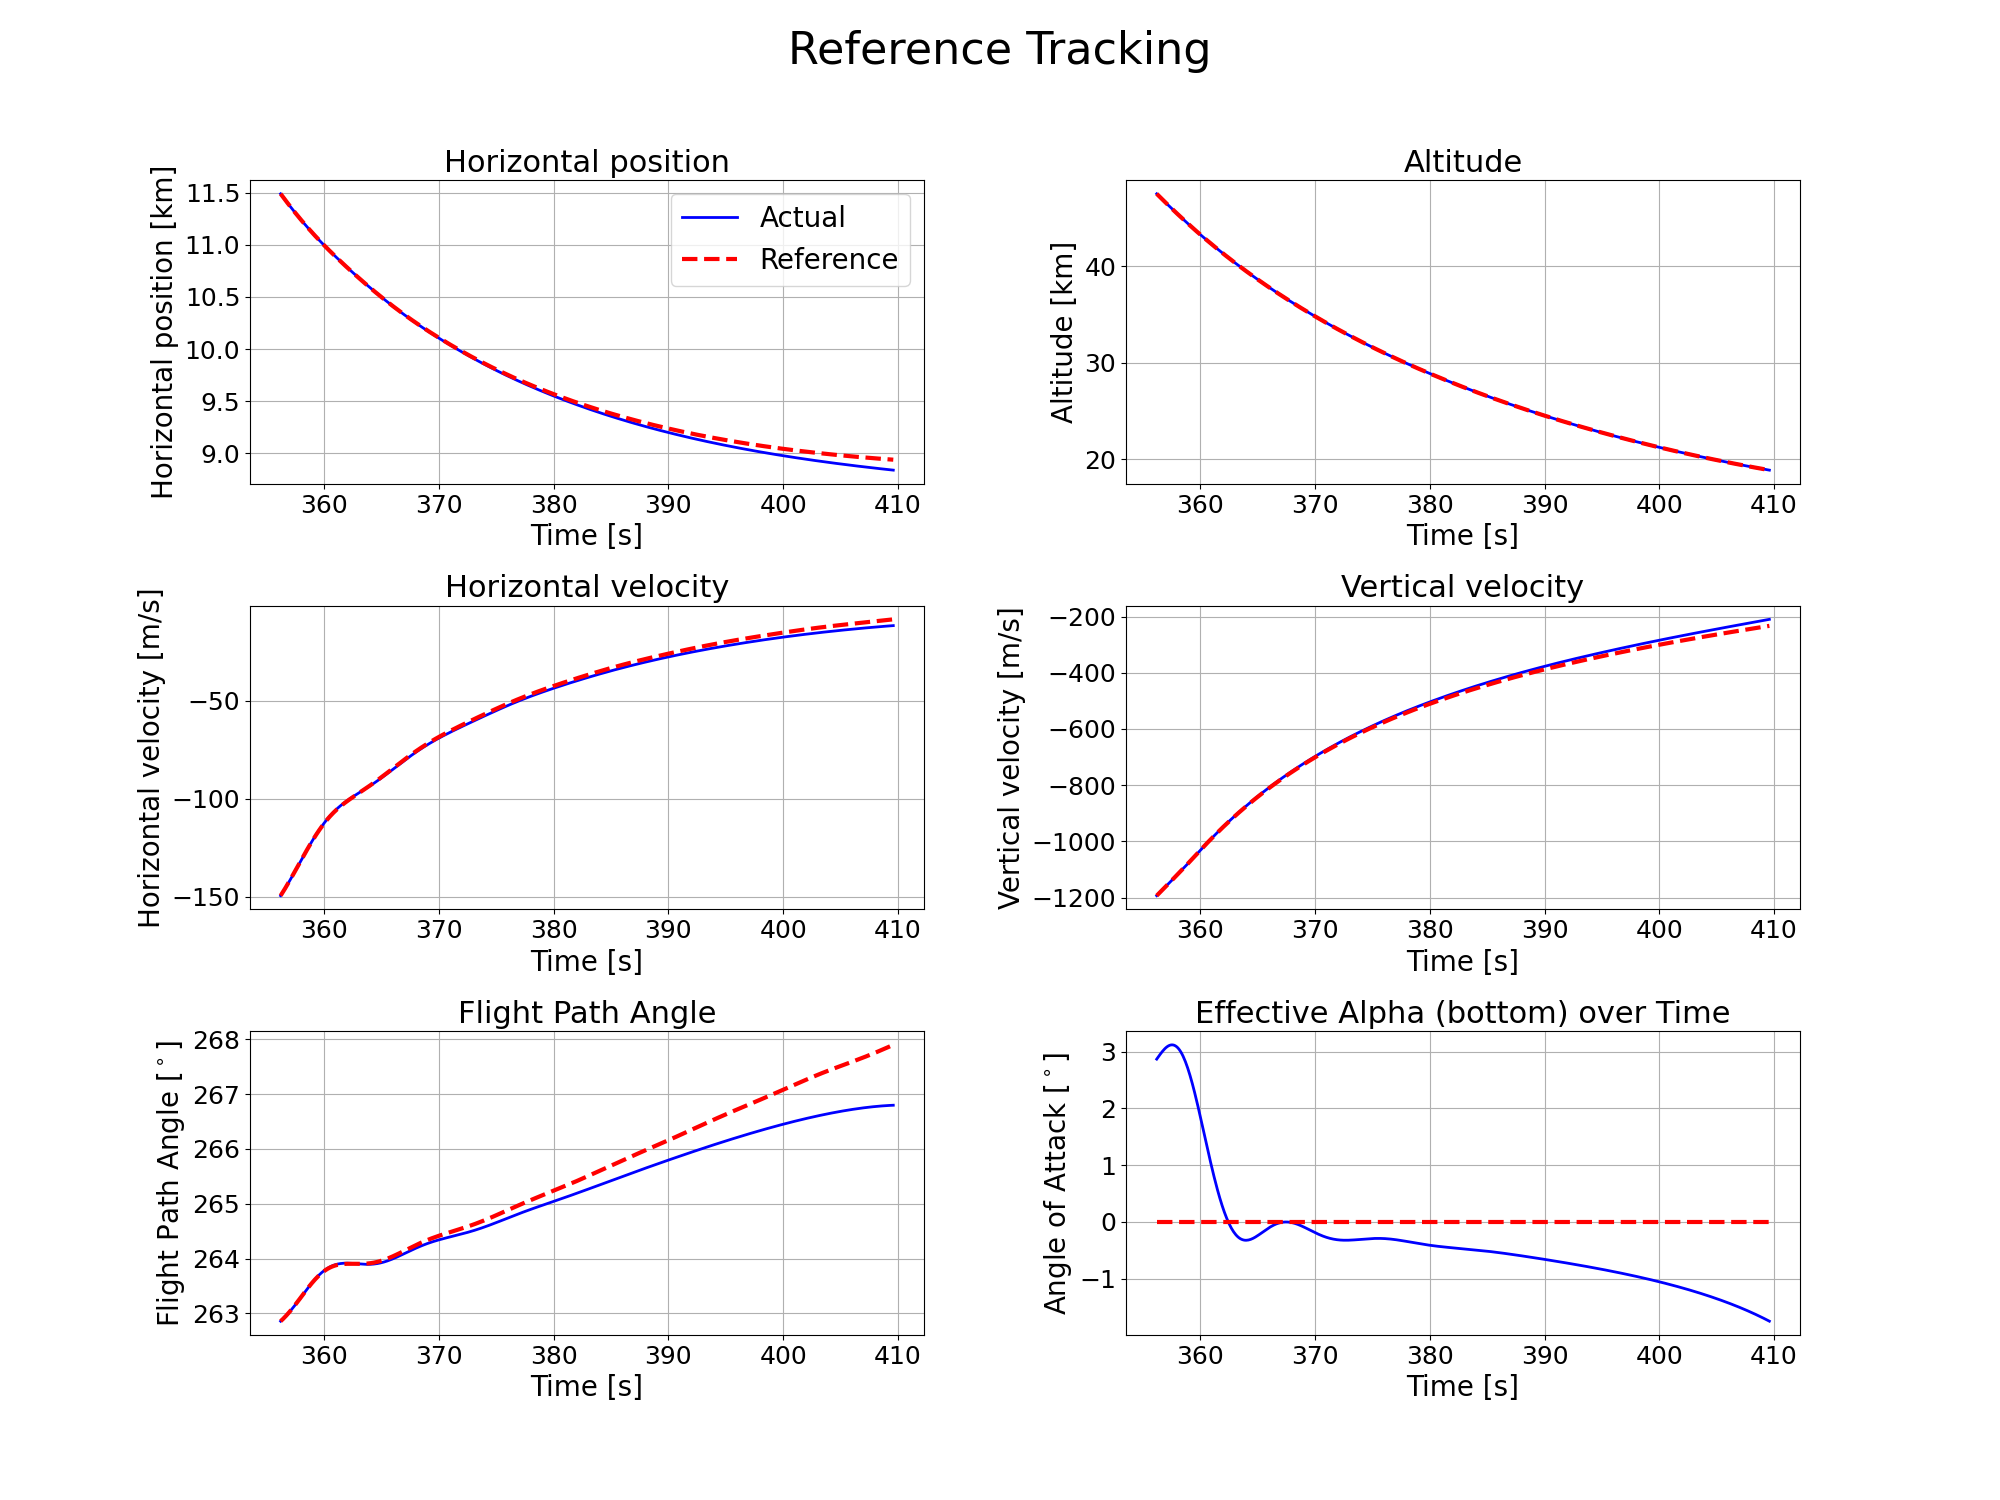 Reference Tracking
Horizontal position
Horizontal position [km]
11.5
11.0
10.5
10.0
9.5
9.0
Actual
Reference
360 370 380 390 400 410
Time [s]
Altitude
Altitude [km]
40
30
20
360 370 380 390 400 410
Time [s]
Horizontal velocity
Horizontal velocity [m/s]
−50
−100
−150
360 370 380 390 400 410
Time [s]
Vertical velocity
Vertical velocity [m/s]
−200
−400
−600
−800
−1000
−1200
360 370 380 390 400 410
Time [s]
Flight Path Angle
Flight Path Angle [°]
268
267
266
265
264
263
360 370 380 390 400 410
Time [s]
Effective Alpha (bottom) over Time
Angle of Attack [°]
3
2
1
0
−1
360 370 380 390 400 410
Time [s]